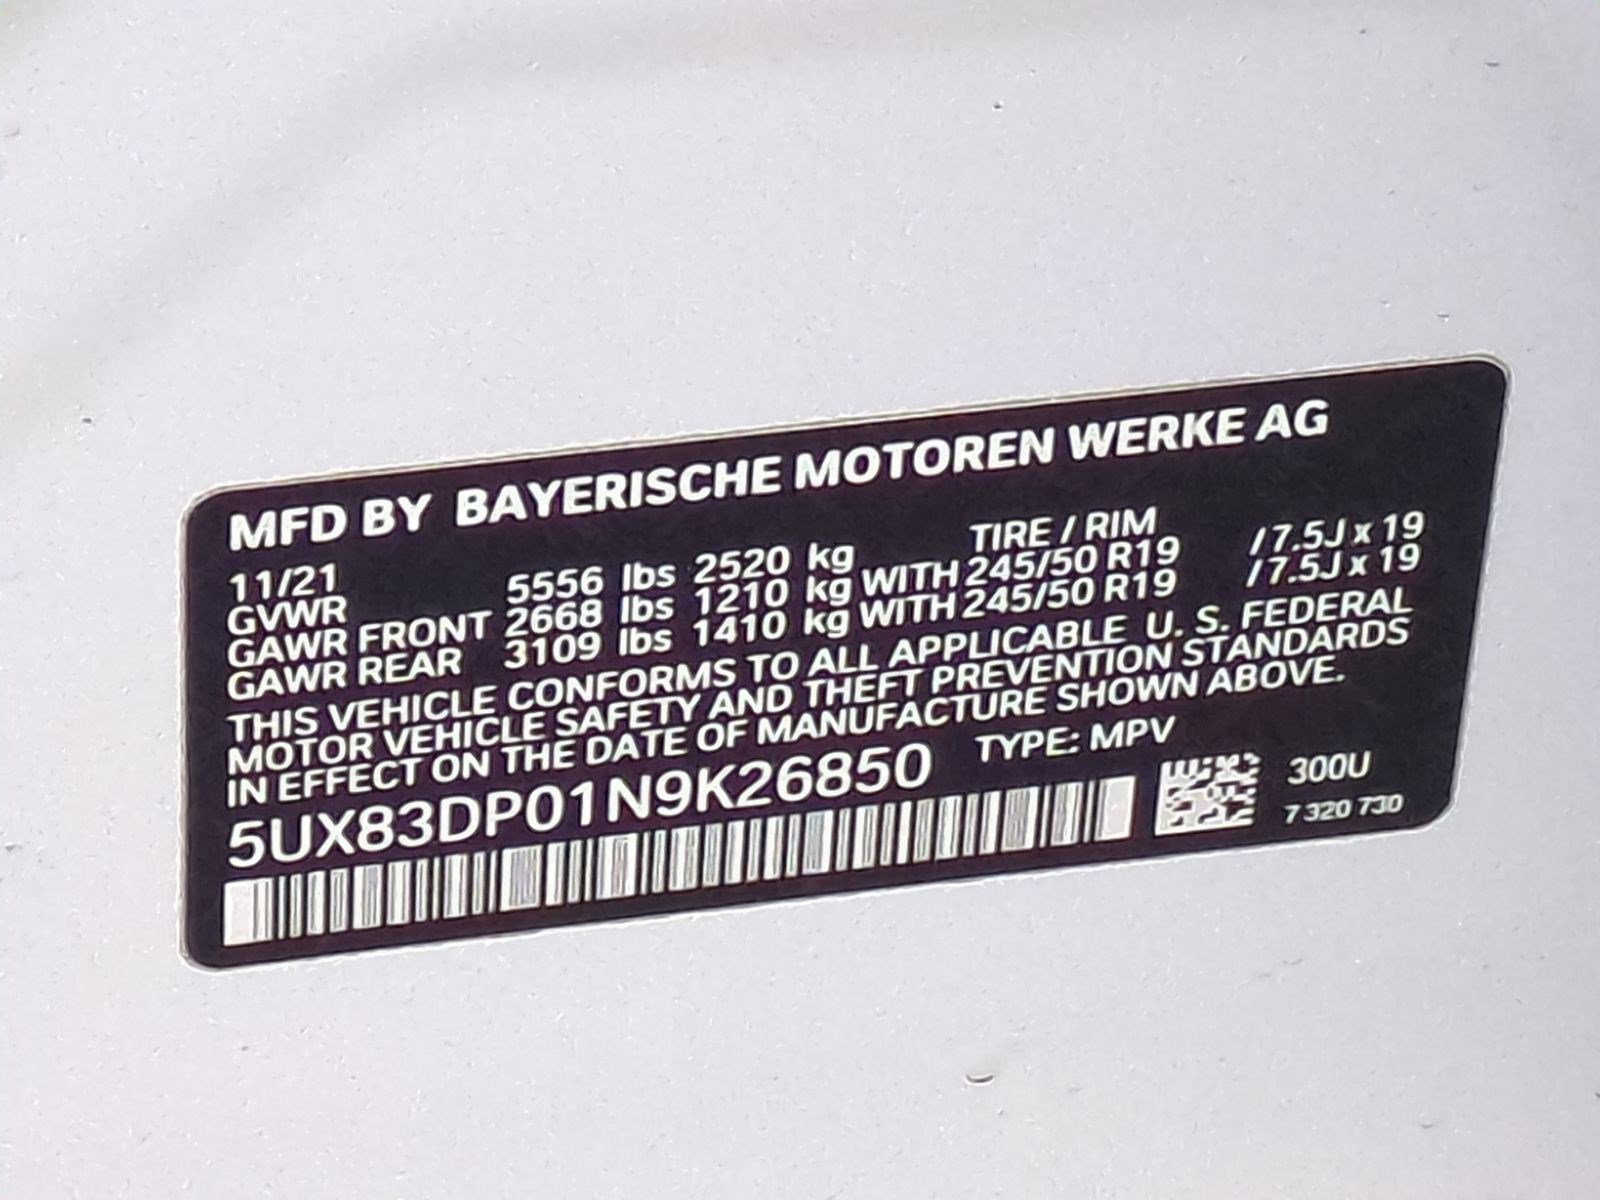 MFD BY BAYERISCHE MOTOREN WERKE AG
11/21 TIRE / RIM
GVWR 5556 lbs 2520 kg
GAWR FRONT 2668 lbs 1210 kg WITH 245/50 R19 / 7.5J x 19
GAWR REAR 3109 lbs 1410 kg WITH 245/50 R19 / 7.5J x 19
THIS VEHICLE CONFORMS TO ALL APPLICABLE U. S. FEDERAL
MOTOR VEHICLE SAFETY AND THEFT PREVENTION STANDARDS
IN EFFECT ON THE DATE OF MANUFACTURE SHOWN ABOVE.
5UX83DP01N9K26850 TYPE: MPV
300U
7 320 730